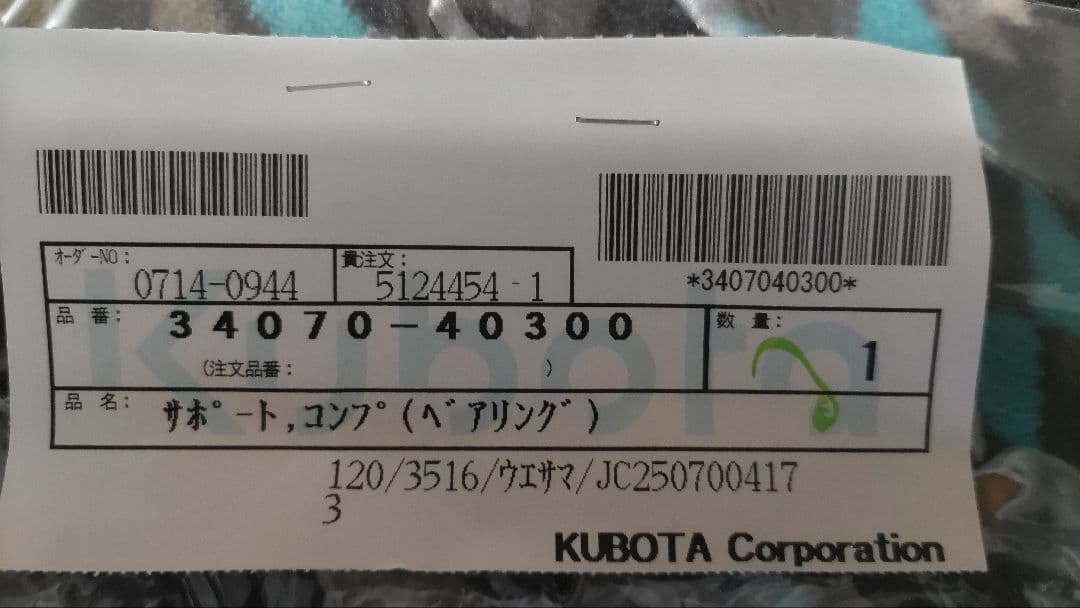 オーダーNO:
0714-0944
貴注文:
5124454-1
*3407040300*
品 番:
34070-40300
数 量:
1
(注文品番:                    )
品 名:
サポート,コンプ(ベアリング)
120/3516/ウエサマ/JC250700417
3
Kubota
KUBOTA Corporation